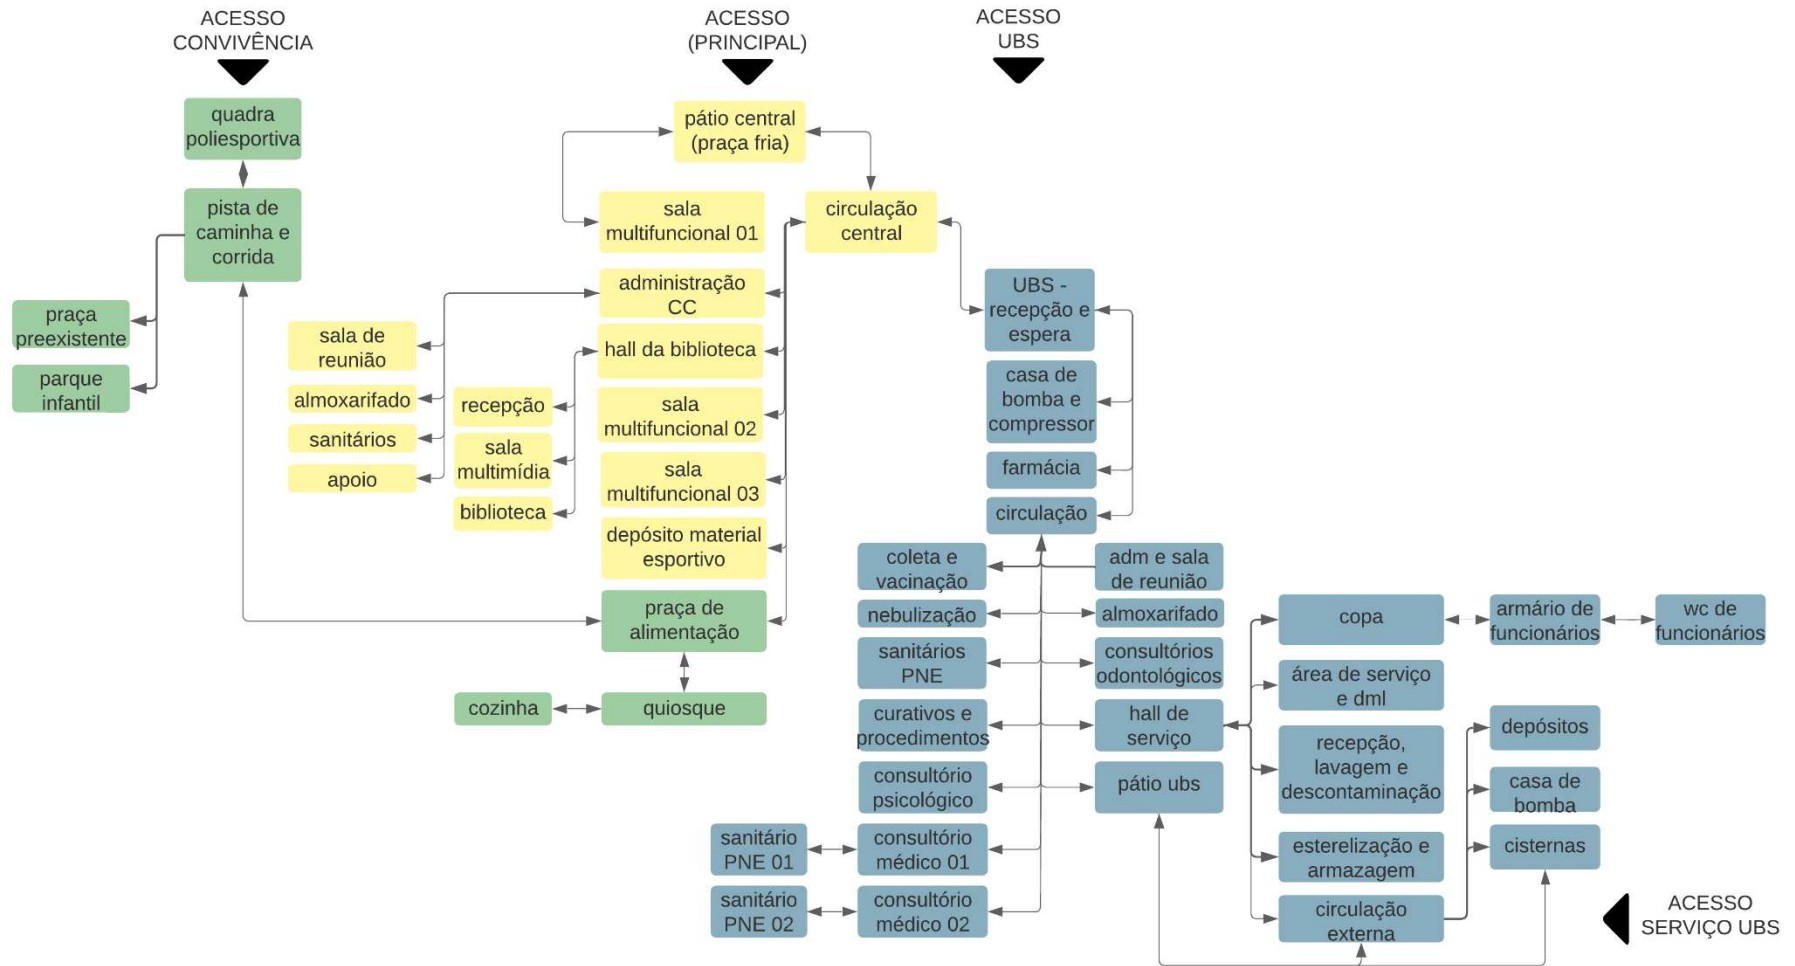 ACESSO
CONVIVÊNCIA
ACESSO
(PRINCIPAL)
ACESSO
UBS
quadra
poliesportiva
pista de
caminha e
corrida
praça
preexistente
parque
infantil
pátio central
(praça fria)
sala
multifuncional 01
circulação
central
administração
CC
sala de
reunião
almoxarifado
sanitários
apoio
hall da biblioteca
recepção
sala
multimídia
biblioteca
sala
multifuncional 02
sala
multifuncional 03
depósito material
esportivo
praça de
alimentação
cozinha
quiosque
UBS -
recepção e
espera
casa de
bomba e
compressor
farmácia
circulação
coleta e
vacinação
adm e sala
de reunião
nebulização
almoxarifado
sanitários
PNE
consultórios
odontológicos
curativos e
procedimentos
hall de
serviço
consultório
psicológico
pátio ubs
sanitário
PNE 01
consultório
médico 01
sanitário
PNE 02
consultório
médico 02
copa
armário de
funcionários
wc de
funcionários
área de serviço
e dml
recepção,
lavagem e
descontaminação
esterelização e
armazagem
circulação
externa
depósitos
casa de
bomba
cisternas
ACESSO
SERVIÇO UBS